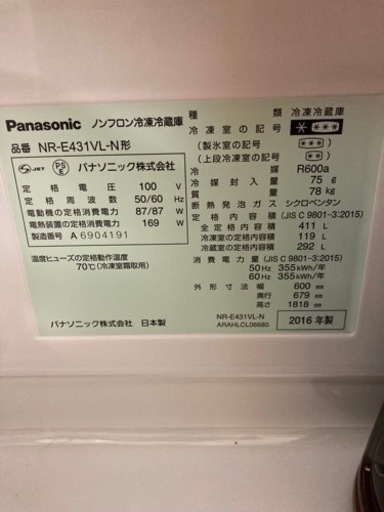 Panasonic ノンフロン冷凍冷蔵庫
品番 NR-E431VL-N形
JET PSE パナソニック株式会社
定格電圧 100 V
定格周波数 50/60 Hz
電動機の定格消費電力 87/87 W
電熱装置の定格消費電力 169 W
製造番号 A 6904191
温度ヒューズの定格動作温度
70℃(冷凍室霜取用)
パナソニック株式会社 日本製
種類 冷凍冷蔵庫
冷凍室の記号
(製氷室の記号)
(上段冷凍室の記号)
冷媒 R600a
冷媒封入量 75 g
質量 78 kg
断熱発泡ガス シクロペンタン
定格内容積 (JIS C 9801-3:2015)
全定格内容積 411 L
冷凍室の定格内容積 119 L
冷蔵室の定格内容積 292 L
消費電力量 (JIS C 9801-3:2015)
50 Hz 355 kWh/年
60 Hz 355 kWh/年
外形寸法 幅 600 mm
奥行 679 mm
高さ 1818 mm
NR-E431VL-N
ARAHLCL06680
2016 年製